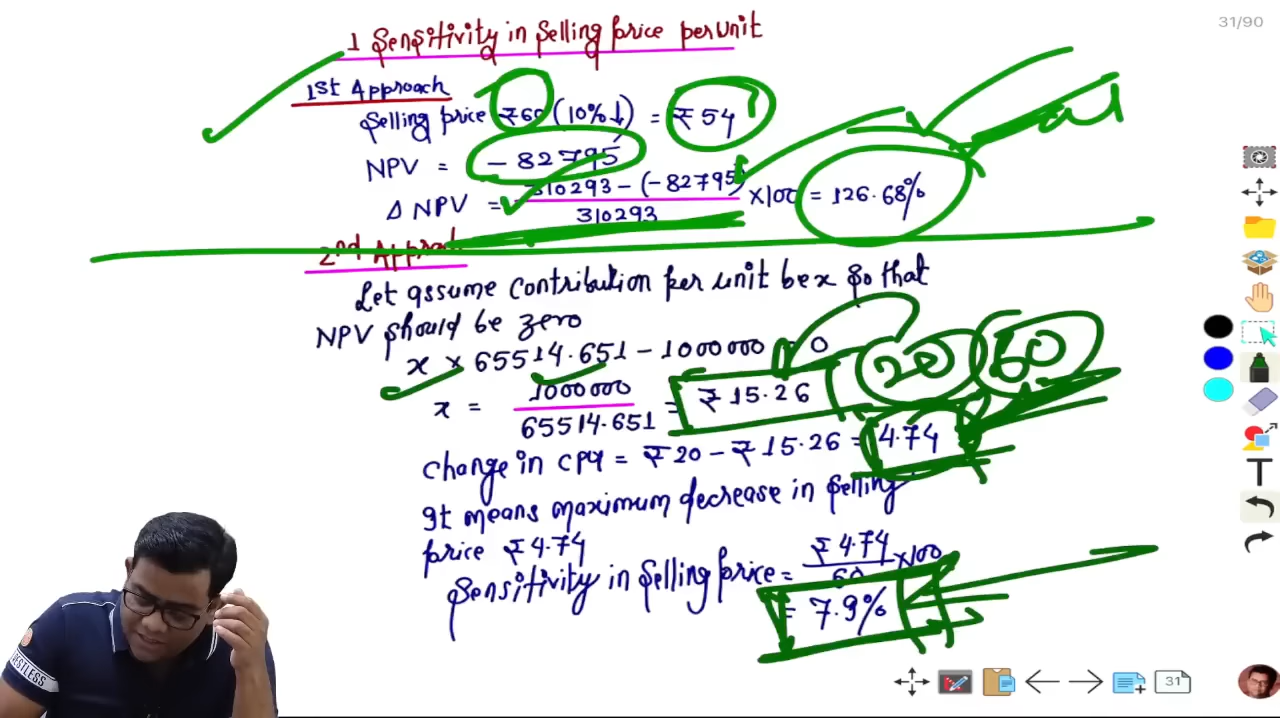 31/90
1 Sensitivity in Selling price per unit
1st Approach
Selling price ₹60 (10%↓) = ₹54
NPV = - 82795
Δ NPV = 310293 - (-82795) / 310293 ×100 = 126.68%
2nd Approach
Let assume contribution per unit be x so that
NPV should be zero
x × 65514.651 - 1000000 = 0
20 60
x = 1000000 / 65514.651 = ₹15.26
change in CPU = ₹20 - ₹15.26 = 4.74
It means maximum decrease in selling
price ₹4.74
Sensitivity in Selling price = ₹4.74 / 60 ×100
= 7.9%
RESTLESS
T
31